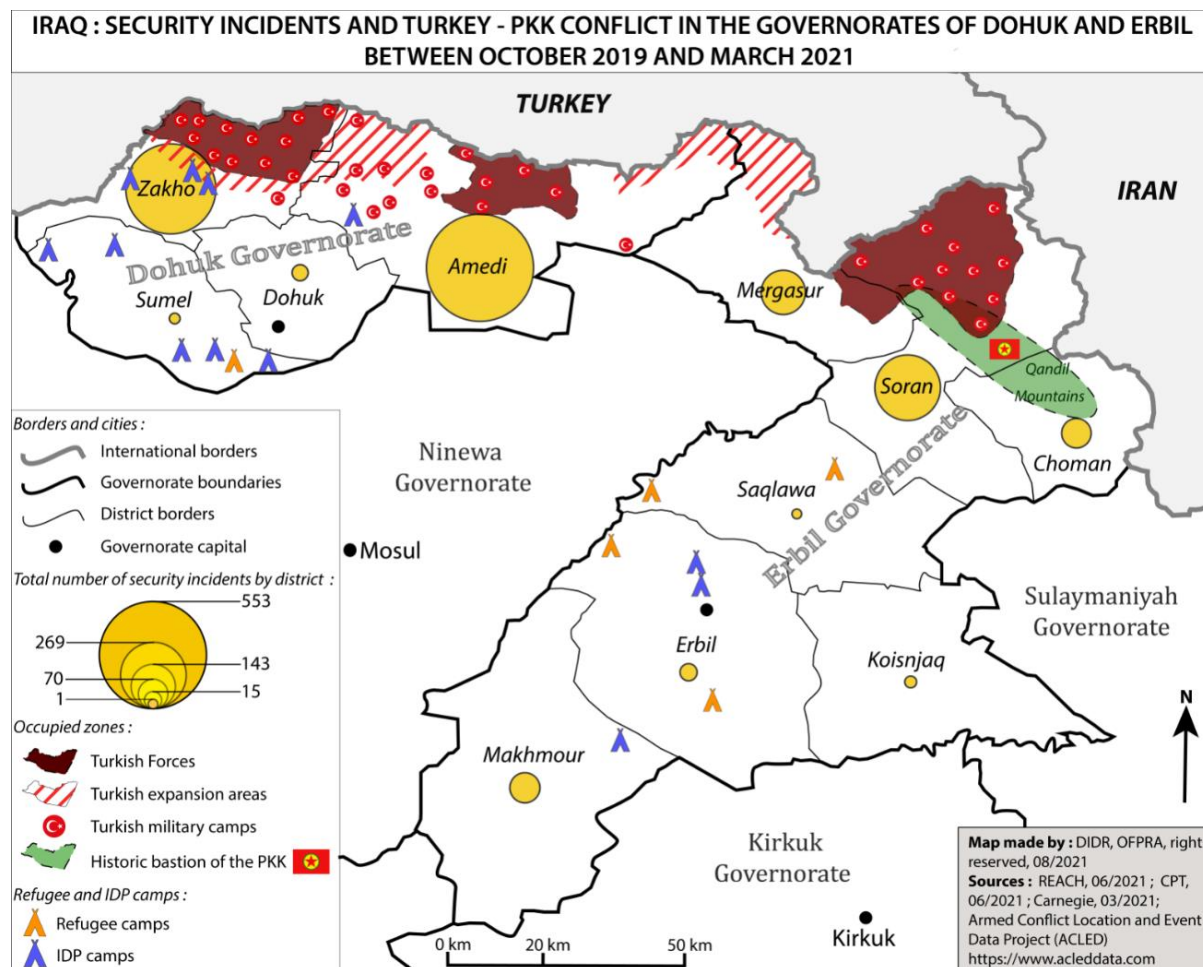 IRAQ : SECURITY INCIDENTS AND TURKEY - PKK CONFLICT IN THE GOVERNORATES OF DOHUK AND ERBIL
BETWEEN OCTOBER 2019 AND MARCH 2021
TURKEY
IRAN
Zakho
Dohuk Governorate
Amedi
Sumel
Dohuk
Mergasur
Qandil
Mountains
Soran
Choman
Erbil Governorate
Saqlawa
Ninewa
Governorate
Mosul
Erbil
Koisnjaq
Makhmour
Sulaymaniyah
Governorate
Kirkuk
Governorate
Kirkuk
N
Borders and cities :
International borders
Governorate boundaries
District borders
Governorate capital
Total number of security incidents by district :
553
269
143
70
15
1
Occupied zones :
Turkish Forces
Turkish expansion areas
Turkish military camps
Historic bastion of the PKK
Refugee and IDP camps :
Refugee camps
IDP camps
0 km 20 km 50 km
Map made by : DIDR, OFPRA, right
reserved, 08/2021
Sources : REACH, 06/2021 ; CPT,
06/2021 ; Carnegie, 03/2021;
Armed Conflict Location and Event
Data Project (ACLED)
https://www.acleddata.com